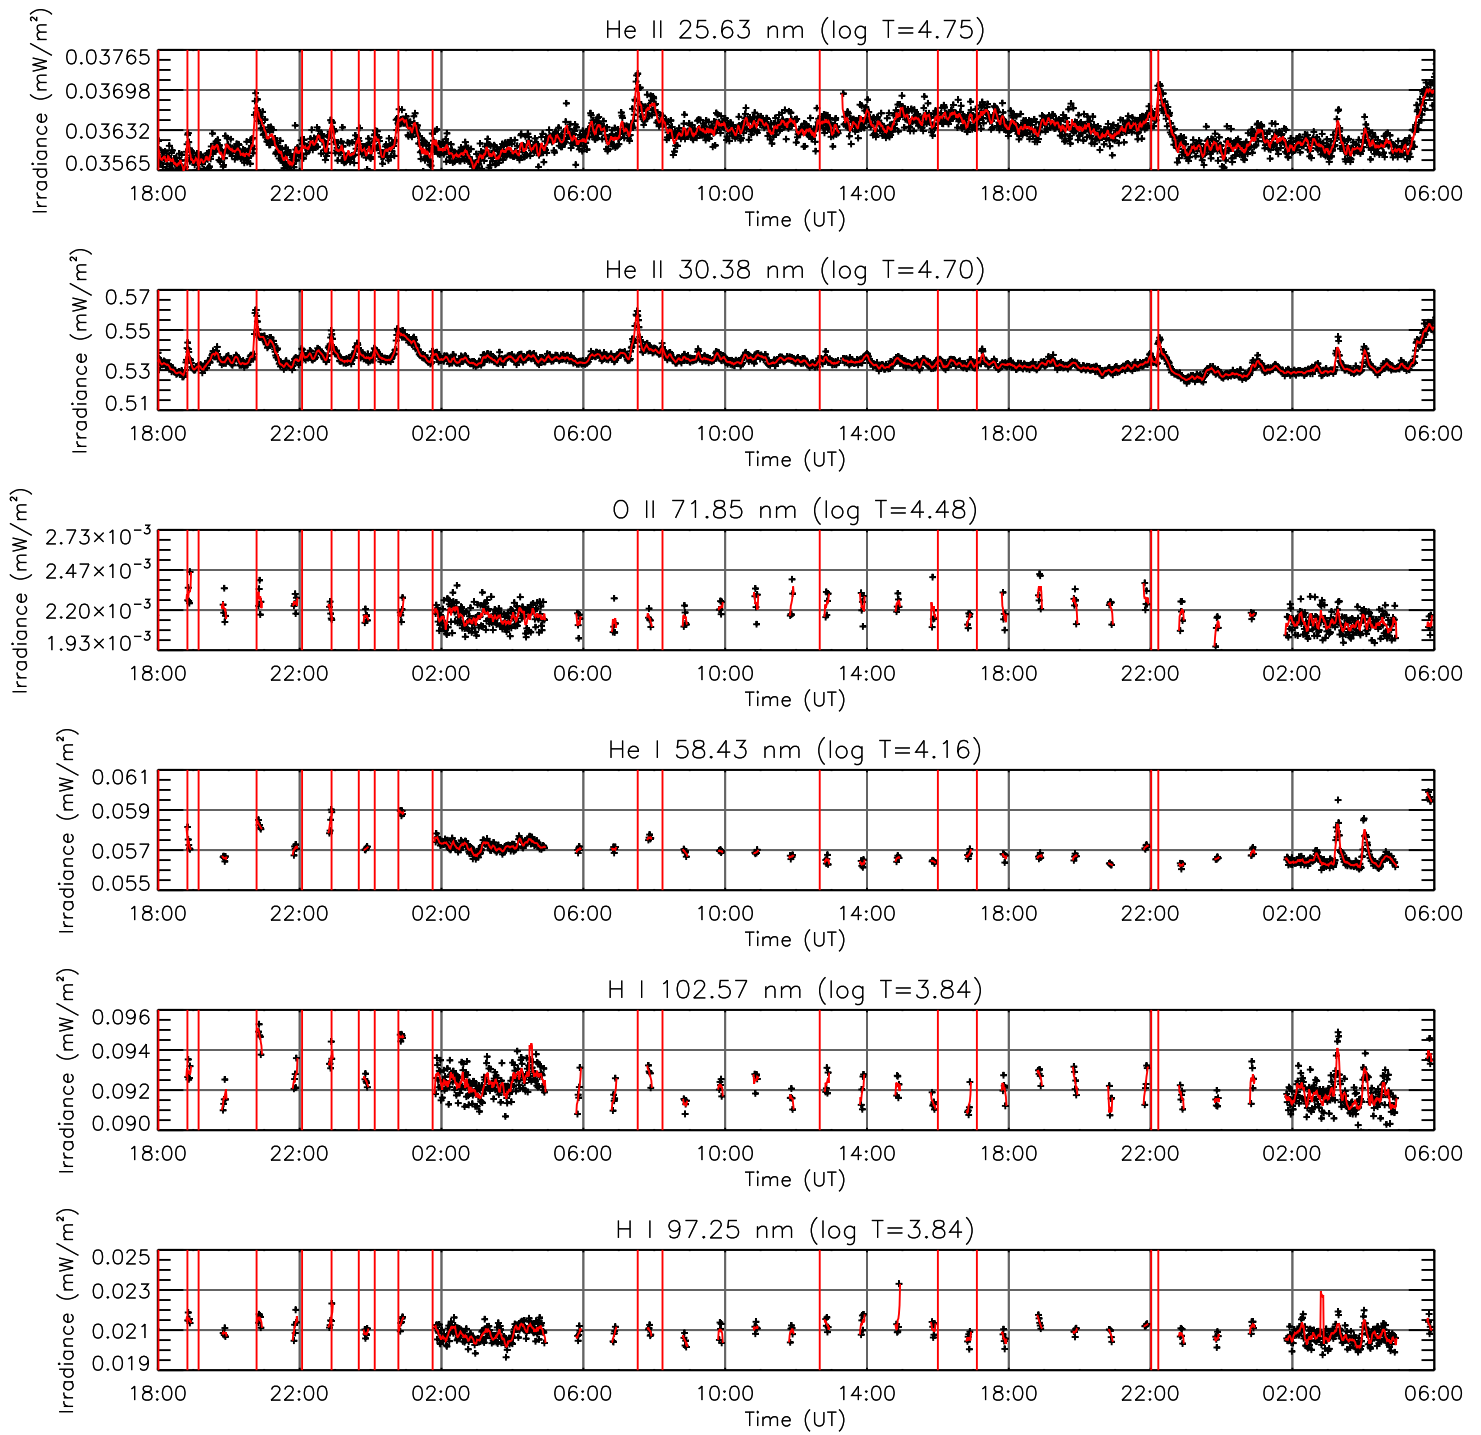 He II 25.63 nm (log T=4.75)
Irradiance (mW/m²)
0.03765
0.03698
0.03632
0.03565
18:00 22:00 02:00 06:00 10:00 14:00 18:00 22:00 02:00 06:00
Time (UT)
He II 30.38 nm (log T=4.70)
Irradiance (mW/m²)
0.57
0.55
0.53
0.51
18:00 22:00 02:00 06:00 10:00 14:00 18:00 22:00 02:00 06:00
Time (UT)
O II 71.85 nm (log T=4.48)
Irradiance (mW/m²)
2.73×10⁻³
2.47×10⁻³
2.20×10⁻³
1.93×10⁻³
18:00 22:00 02:00 06:00 10:00 14:00 18:00 22:00 02:00 06:00
Time (UT)
He I 58.43 nm (log T=4.16)
Irradiance (mW/m²)
0.061
0.059
0.057
0.055
18:00 22:00 02:00 06:00 10:00 14:00 18:00 22:00 02:00 06:00
Time (UT)
H I 102.57 nm (log T=3.84)
Irradiance (mW/m²)
0.096
0.094
0.092
0.090
18:00 22:00 02:00 06:00 10:00 14:00 18:00 22:00 02:00 06:00
Time (UT)
H I 97.25 nm (log T=3.84)
Irradiance (mW/m²)
0.025
0.023
0.021
0.019
18:00 22:00 02:00 06:00 10:00 14:00 18:00 22:00 02:00 06:00
Time (UT)